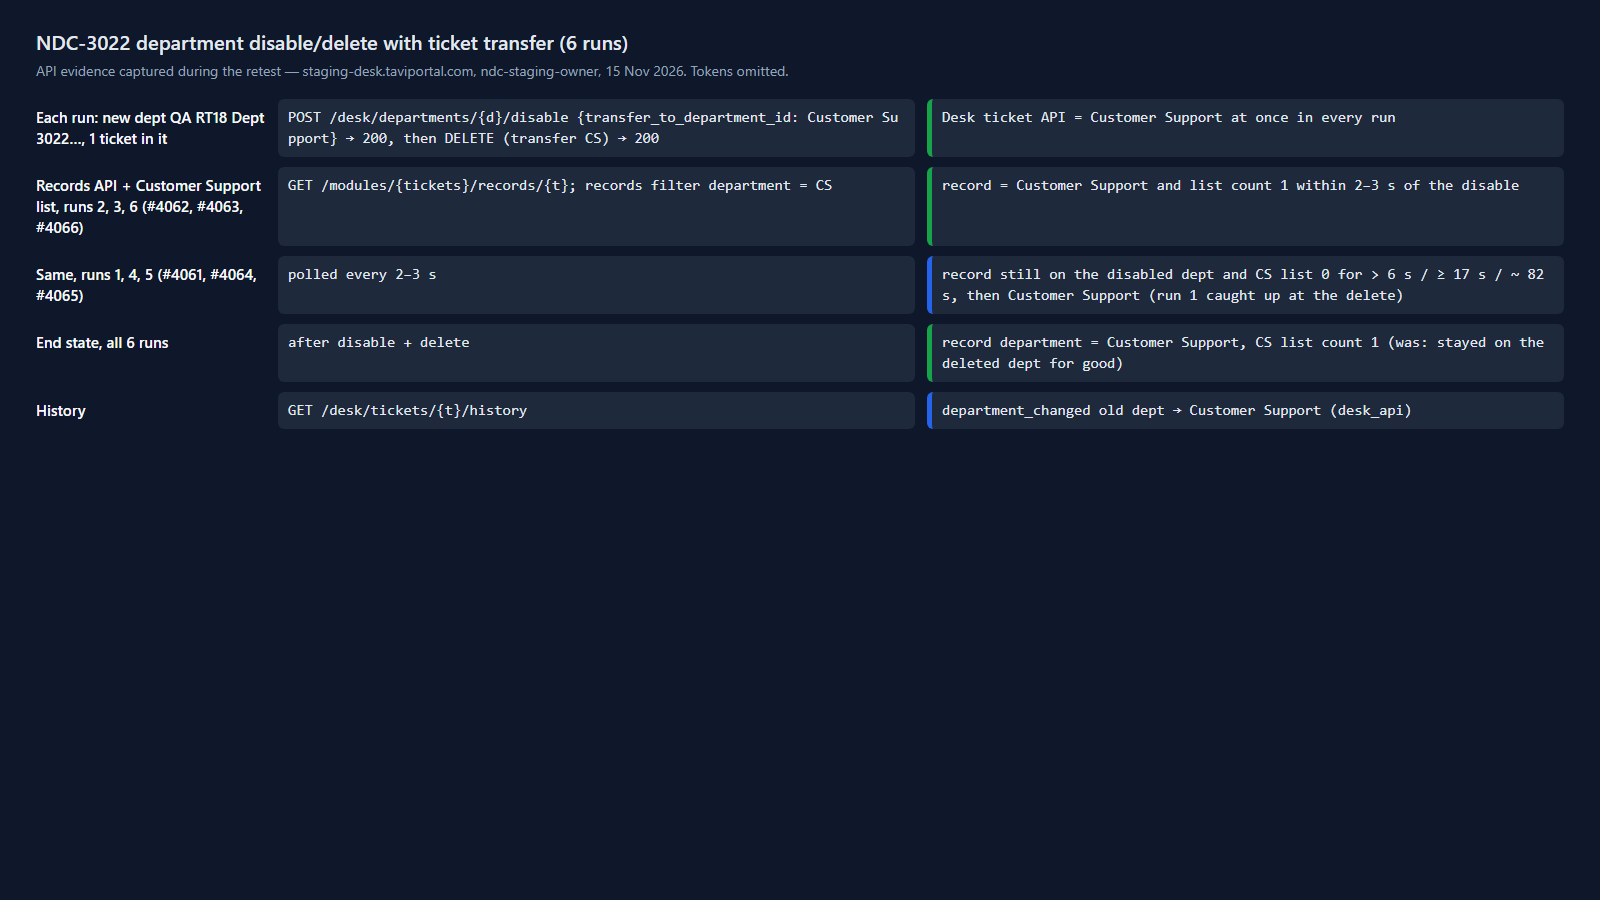 NDC-3022 department disable/delete with ticket transfer (6 runs)
API evidence captured during the retest — staging-desk.taviportal.com, ndc-staging-owner, 15 Nov 2026. Tokens omitted.
Each run: new dept QA RT18 Dept
3022..., 1 ticket in it
POST /desk/departments/{d}/disable {transfer_to_department_id: Customer Su
pport} → 200, then DELETE (transfer CS) → 200
Desk ticket API = Customer Support at once in every run
Records API + Customer Support
list, runs 2, 3, 6 (#4062, #4063,
#4066)
GET /modules/{tickets}/records/{t}; records filter department = CS
record = Customer Support and list count 1 within 2–3 s of the disable
Same, runs 1, 4, 5 (#4061, #4064,
#4065)
polled every 2–3 s
record still on the disabled dept and CS list 0 for > 6 s / ≥ 17 s / ~ 82
s, then Customer Support (run 1 caught up at the delete)
End state, all 6 runs
after disable + delete
record department = Customer Support, CS list count 1 (was: stayed on the
deleted dept for good)
History
GET /desk/tickets/{t}/history
department_changed old dept → Customer Support (desk_api)